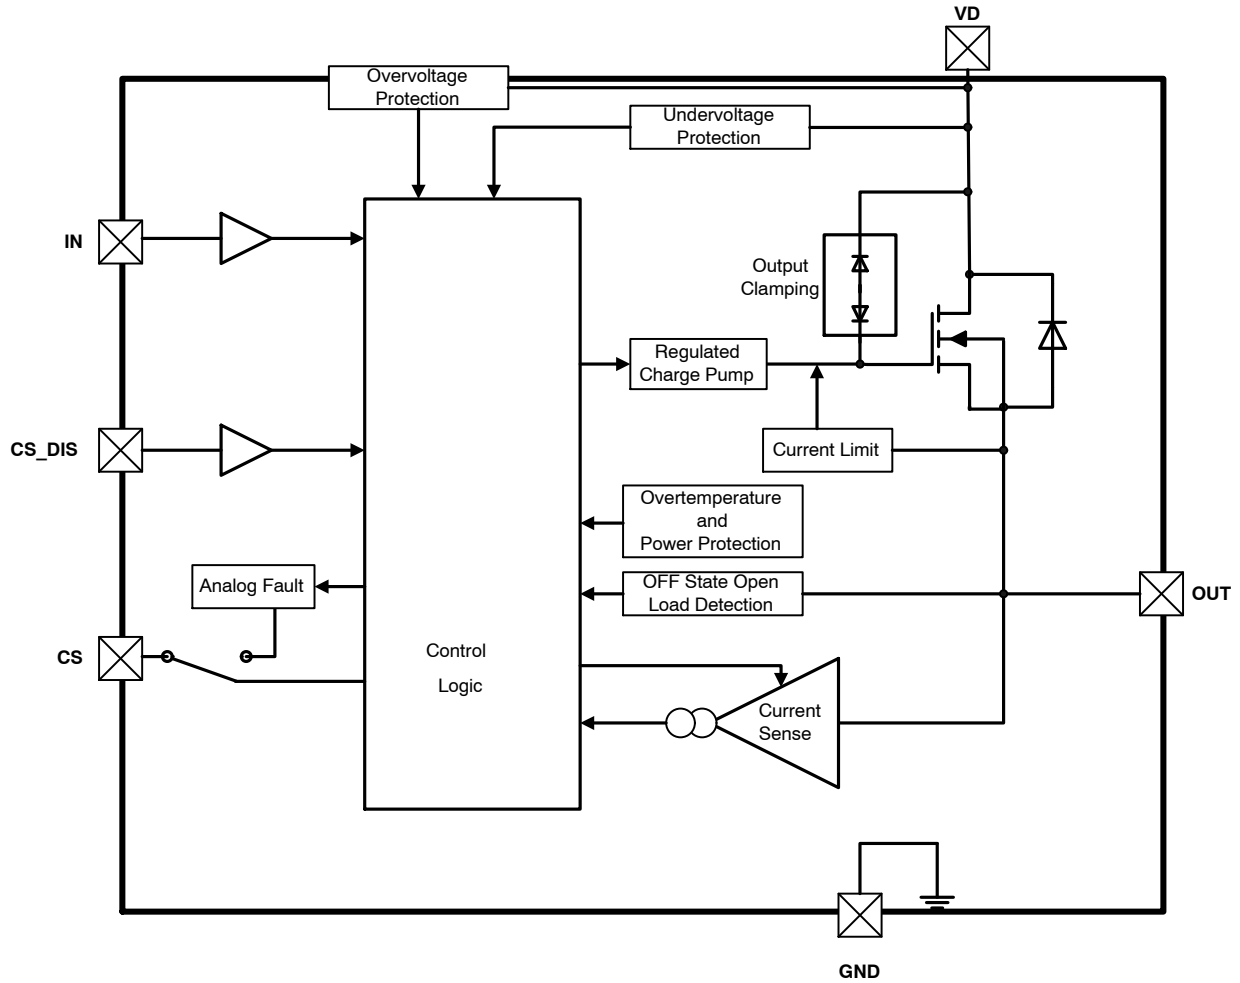 VD
Overvoltage
Protection
Undervoltage
Protection
IN
Output
Clamping
Regulated
Charge Pump
CS_DIS
Current Limit
Overtemperature
and
Power Protection
Analog Fault
OFF State Open
Load Detection
OUT
CS
Control
Logic
Current
Sense
GND